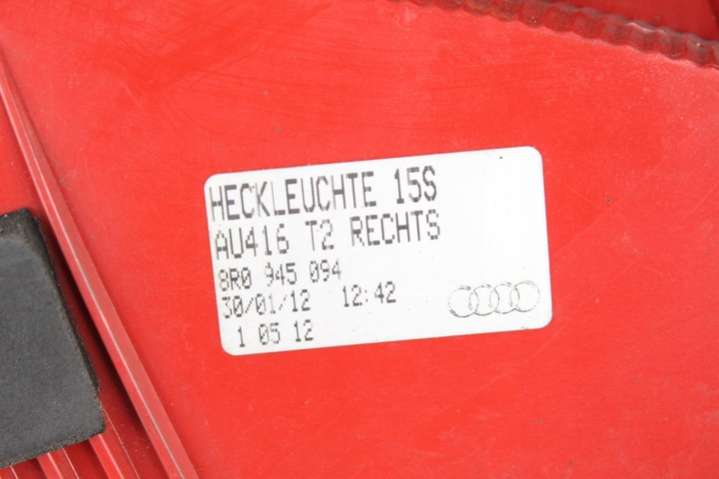 HECKLEUCHTE 15S
AU416 T2 RECHTS
8R0 945 094
30/01/12 12:42
1 05 12